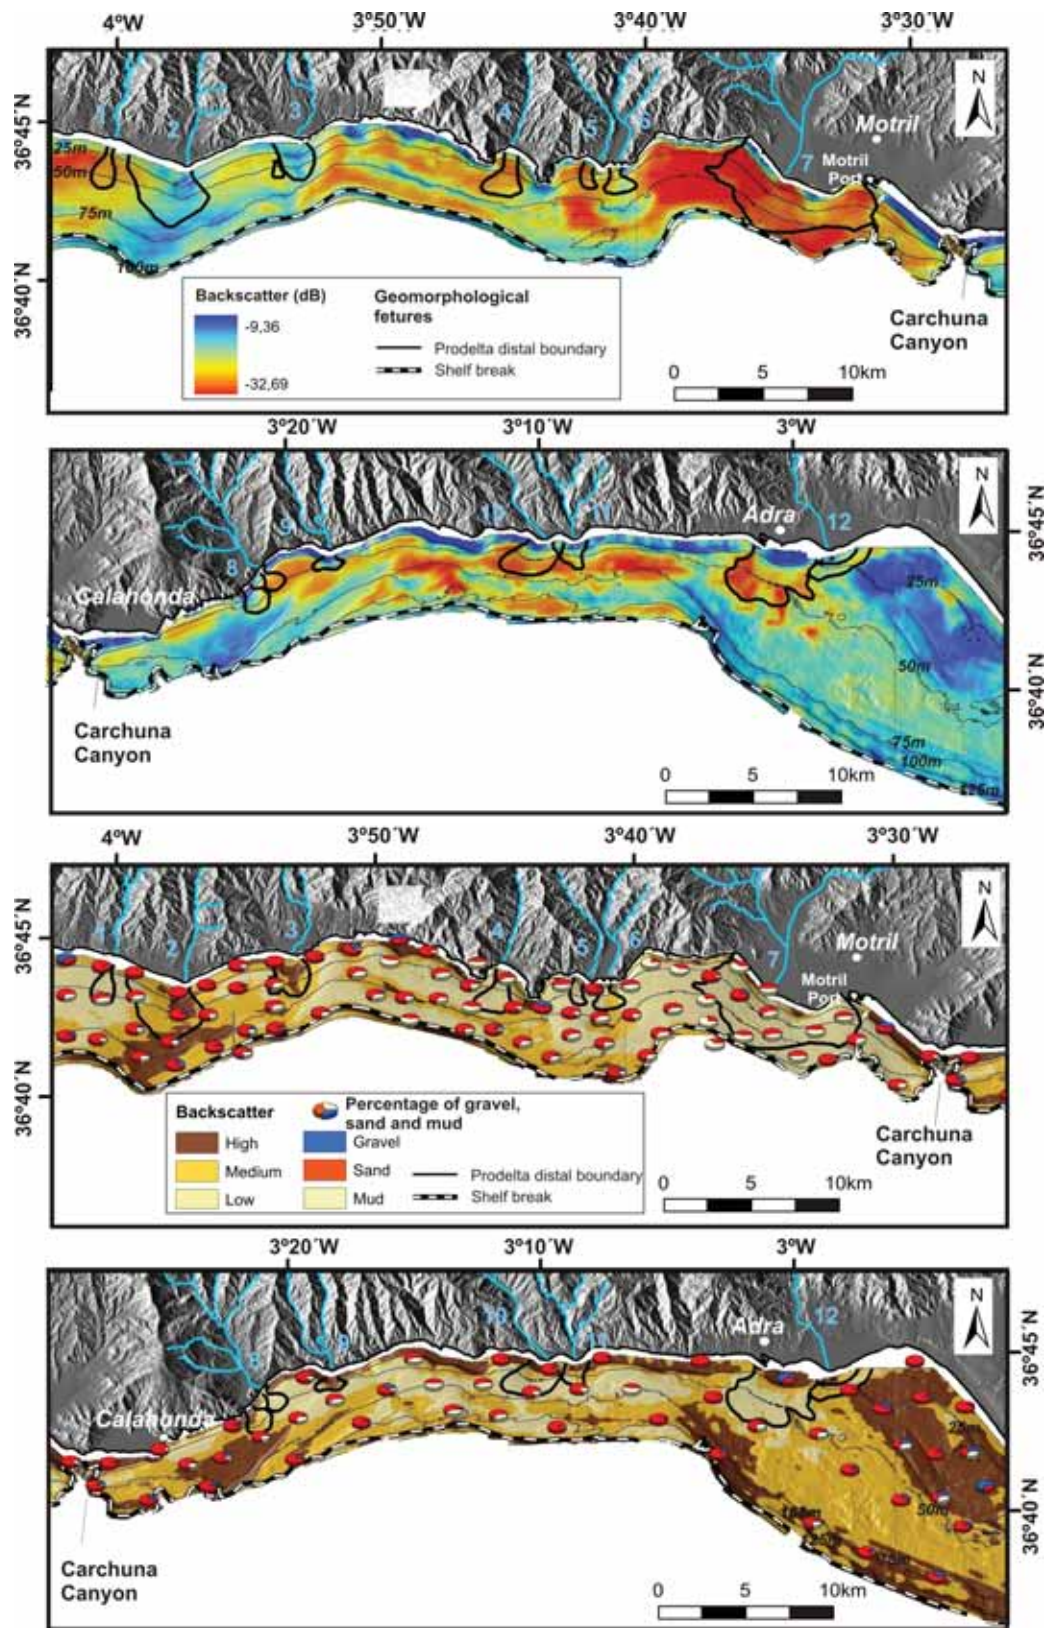 4ºW 3º50´W 3º40´W 3º30´W
N
36º45´N
1 2 3 4 5 6 7
Motril
Motril
Port
25m
50m
75m
100m
36º40´N
Backscatter (dB)
-9,36
-32,69
Geomorphological
fetures
Prodelta distal boundary
Shelf break
Carchuna
Canyon
0 5 10km
3º20´W 3º10´W 3ºW
N
36º45´N
8 9 10 11 12
Adra
Calahonda
25m
50m
75m
100m
125m
36º40´N
Carchuna
Canyon
0 5 10km
4ºW 3º50´W 3º40´W 3º30´W
N
36º45´N
1 2 3 4 5 6 7
Motril
Motril
Port
36º40´N
Backscatter
High
Medium
Low
Percentage of gravel,
sand and mud
Gravel
Sand
Mud
Prodelta distal boundary
Shelf break
Carchuna
Canyon
0 5 10km
3º20´W 3º10´W 3ºW
N
36º45´N
8 9 10 11 12
Adra
Calahonda
25m
50m
75m
36º40´N
Carchuna
Canyon
0 5 10km